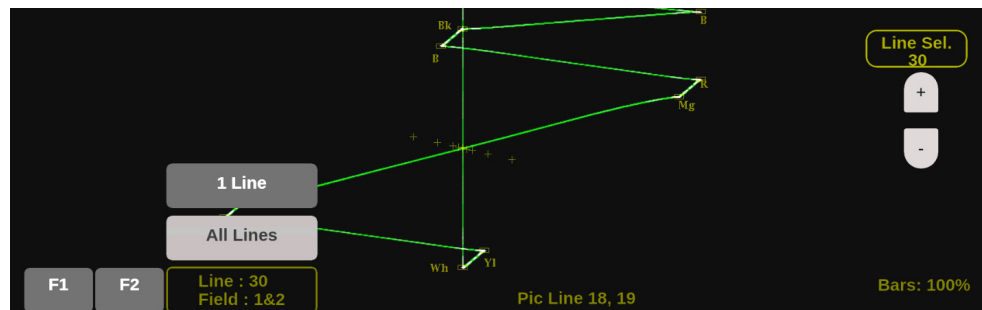 Bk
B
B
R
Mg
Line Sel.
30
+
-
1 Line
All Lines
Wh
Yl
F1
F2
Line : 30
Field : 1&2
Pic Line 18, 19
Bars: 100%